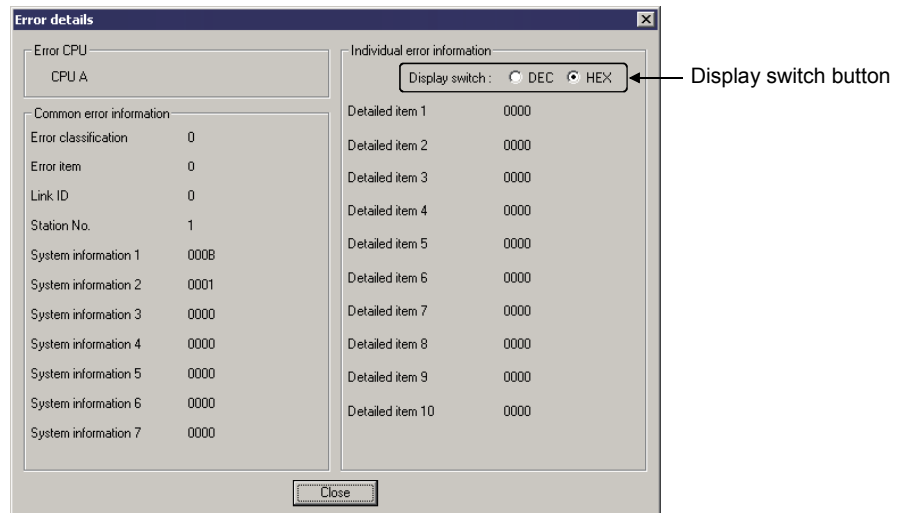 Error details
Error CPU
CPU A
Common error information
Error classification 0
Error item 0
Link ID 0
Station No. 1
System information 1 000B
System information 2 0001
System information 3 0000
System information 4 0000
System information 5 0000
System information 6 0000
System information 7 0000
Individual error information
Display switch : DEC HEX
Detailed item 1 0000
Detailed item 2 0000
Detailed item 3 0000
Detailed item 4 0000
Detailed item 5 0000
Detailed item 6 0000
Detailed item 7 0000
Detailed item 8 0000
Detailed item 9 0000
Detailed item 10 0000
Close
Display switch button